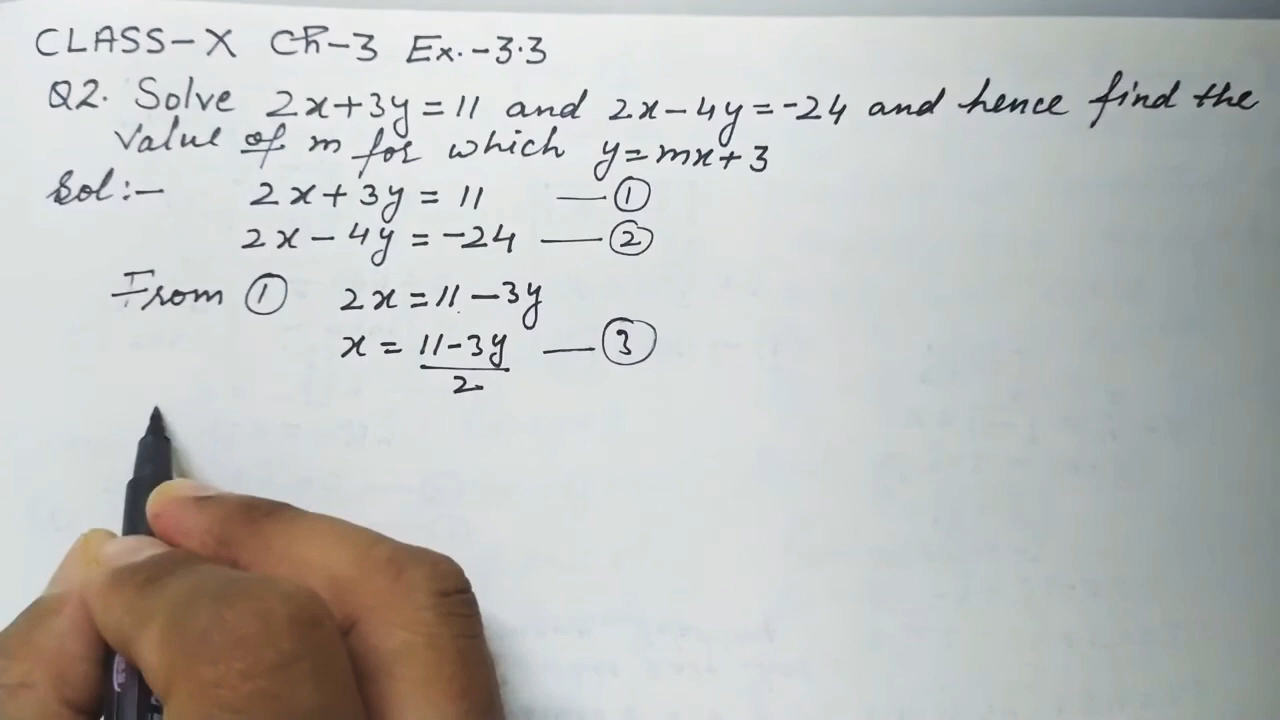 CLASS-X Ch-3 Ex.-3.3
Q2. Solve 2x+3y=11 and 2x-4y=-24 and hence find the
value of m for which y=mx+3
Sol:- 2x+3y=11 —①
2x-4y=-24 —②
From ① 2x=11-3y
x=11-3y —③
2